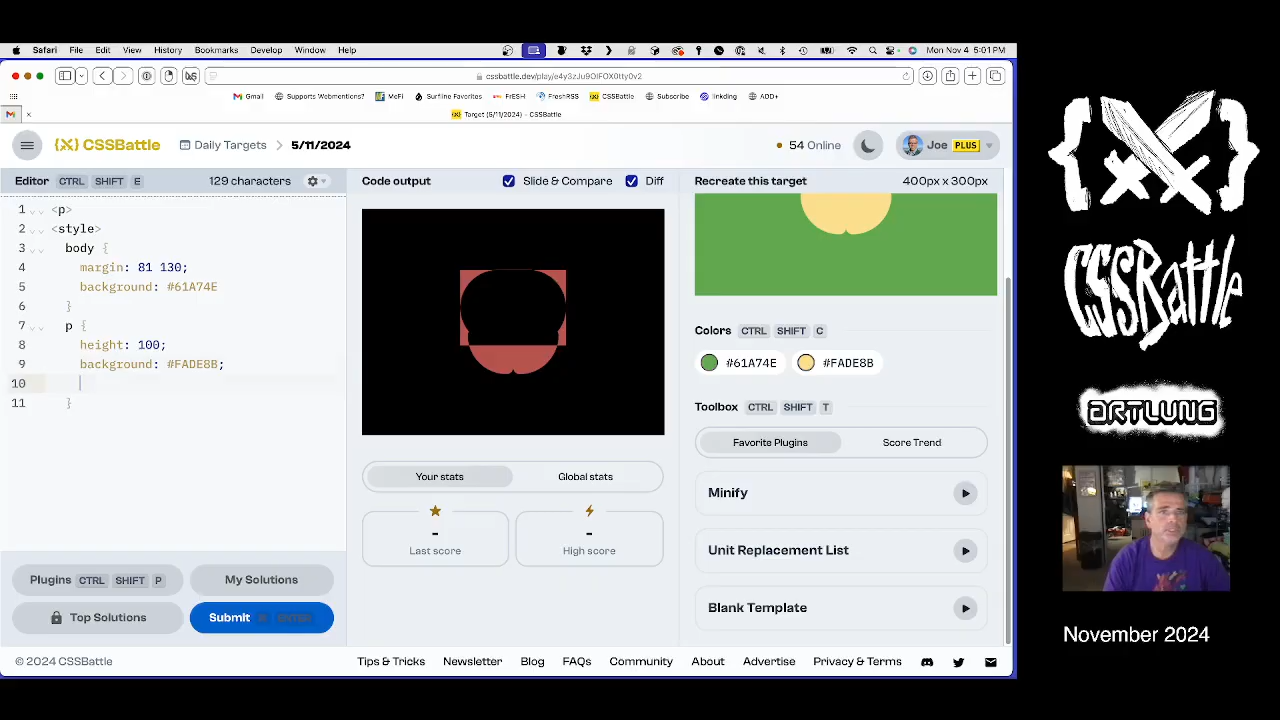 Safari File Edit View History Bookmarks Develop Window Help
Mon Nov 4 5:01 PM
cssbattle.dev/play/e4y3zJu9OIFOX0tty0v2
Gmail Supports Webmentions? MeFi Surfline Favorites FrESH FreshRSS CSSBattle Subscribe linkding ADD+
Target (5/11/2024) - CSSBattle
{X} CSSBattle Daily Targets > 5/11/2024
54 Online
Joe PLUS
Editor CTRL SHIFT E 129 characters
1 <p>
2 <style>
3 body {
4 margin: 81 130;
5 background: #61A74E
6 }
7 p {
8 height: 100;
9 background: #FADE8B;
10
11 }
Plugins CTRL SHIFT P
My Solutions
Top Solutions
Submit
Code output Slide & Compare Diff
Your stats Global stats
-
Last score
-
High score
Recreate this target 400px x 300px
Colors CTRL SHIFT C
#61A74E #FADE8B
Toolbox CTRL SHIFT T
Favorite Plugins Score Trend
Minify
Unit Replacement List
Blank Template
© 2024 CSSBattle
Tips & Tricks Newsletter Blog FAQs Community About Advertise Privacy & Terms
CSSBattle
ARTLUNG
November 2024